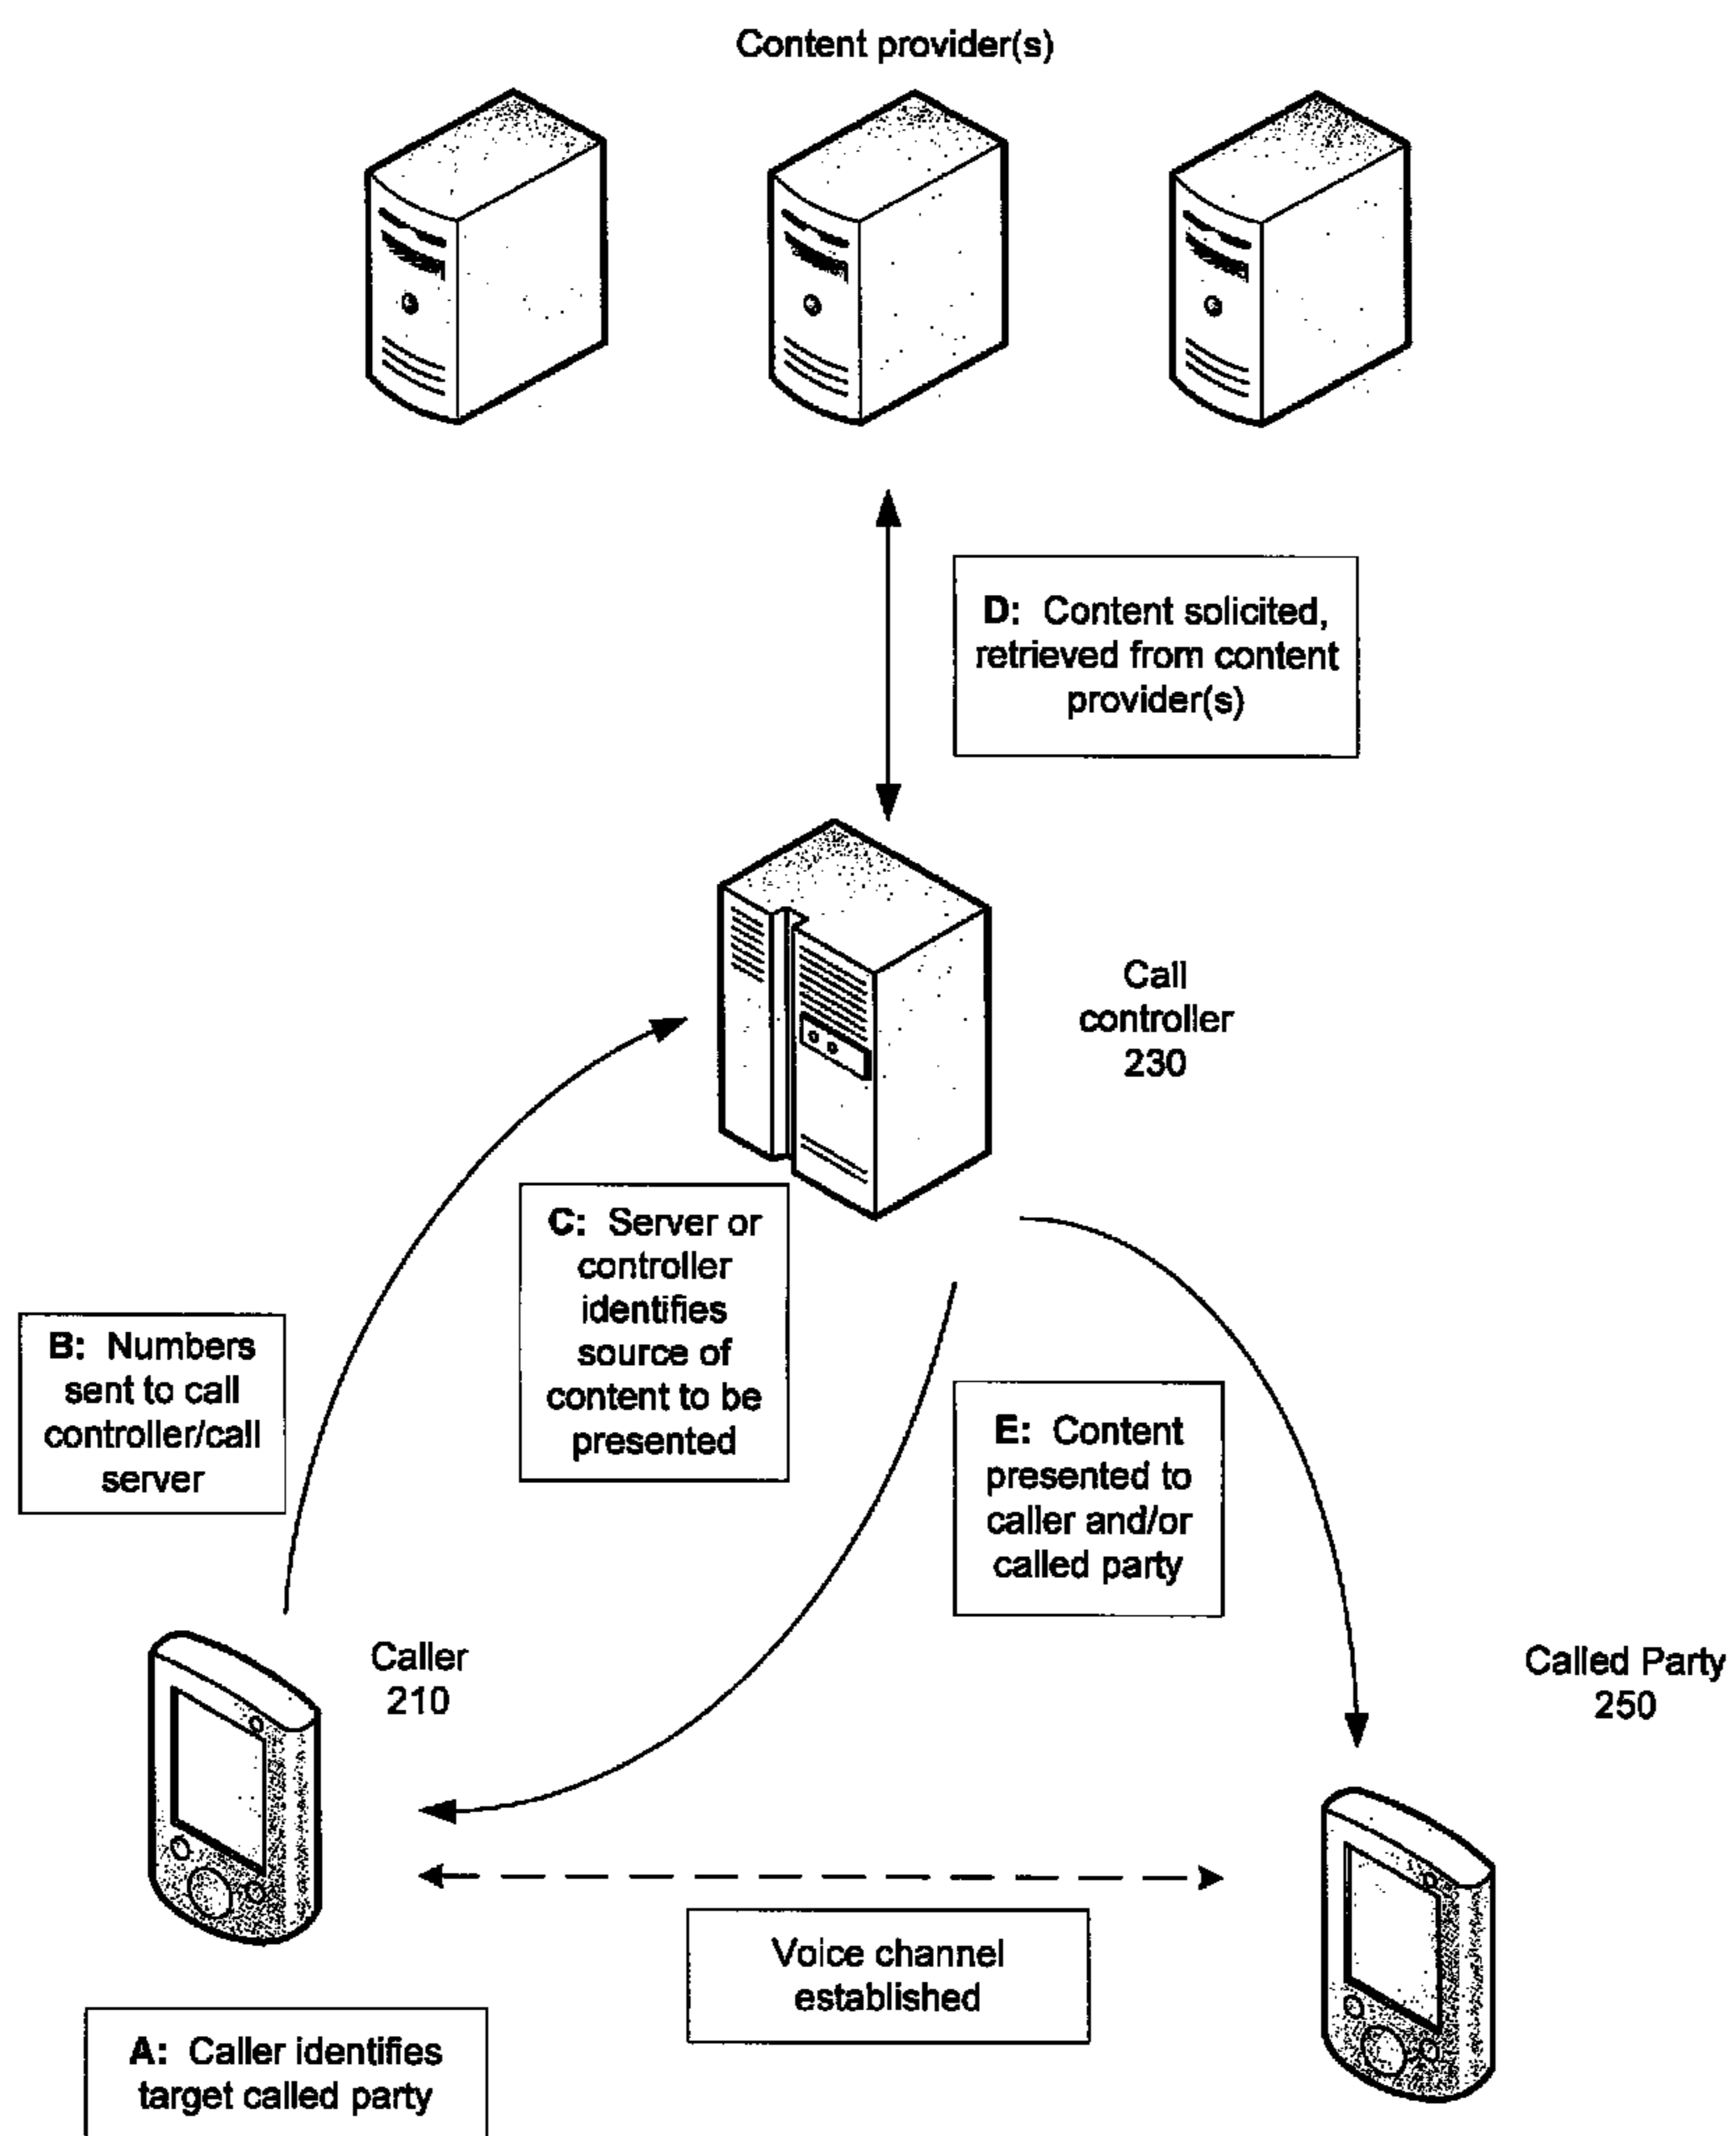 Content provider(s)
D: Content solicited,
retrieved from content
provider(s)
Call
controller
230
C: Server or
controller
identifies
source of
content to be
presented
B: Numbers
sent to call
controller/call
server
E: Content
presented to
caller and/or
called party
Caller
210
Called Party
250
Voice channel
established
A: Caller identifies
target called party